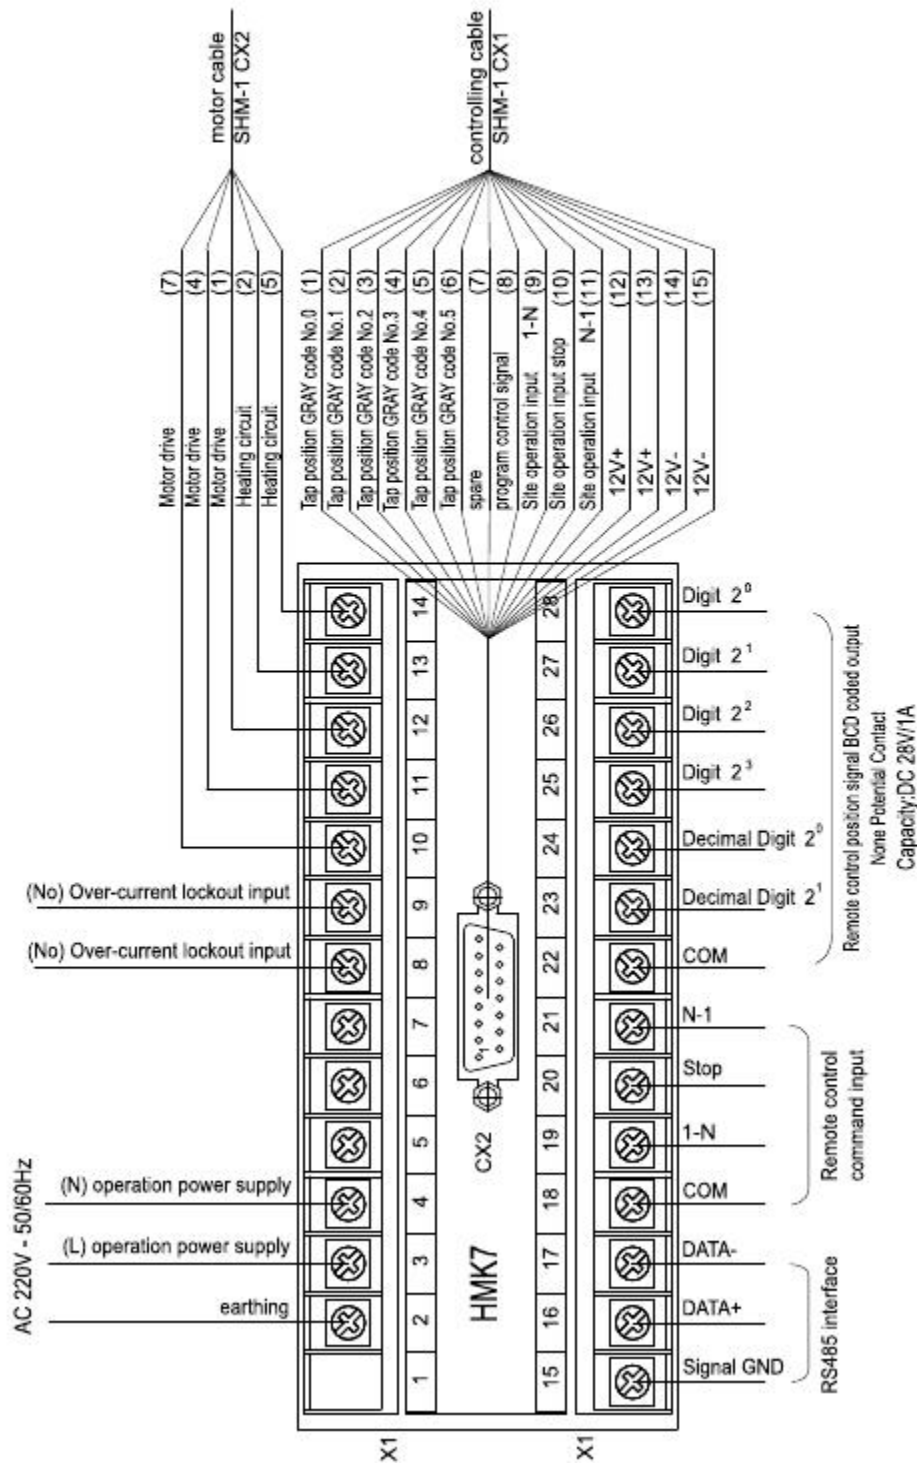 motor cable
SHM-1 CX2
controlling cable
SHM-1 CX1
(7)
(4)
(1)
(2)
(5)
Motor drive
Motor drive
Motor drive
Heating circuit
Heating circuit
Tap position GRAY code No.0 (1)
Tap position GRAY code No.1 (2)
Tap position GRAY code No.2 (3)
Tap position GRAY code No.3 (4)
Tap position GRAY code No.4 (5)
Tap position GRAY code No.5 (6)
spare (7)
program control signal (8)
Site operation input 1-N (9)
Site operation input stop (10)
Site operation input N-1 (11)
12V+ (12)
12V+ (13)
12V- (14)
12V- (15)
(No) Over-current lockout input
(No) Over-current lockout input
(N) operation power supply
(L) operation power supply
earthing
AC 220V - 50/60Hz
14
13
12
11
10
9
8
7
6
5
4
3
2
1
X1
1
CX2
HMK7
28
27
26
25
24
23
22
21
20
19
18
17
16
15
X1
Digit 2⁰
Digit 2¹
Digit 2²
Digit 2³
Decimal Digit 2⁰
Decimal Digit 2¹
COM
N-1
Stop
1-N
COM
DATA-
DATA+
Signal GND
Remote control position signal BCD coded output
None Potential Contact
Capacity:DC 28V/1A
Remote control
command input
RS485 interface